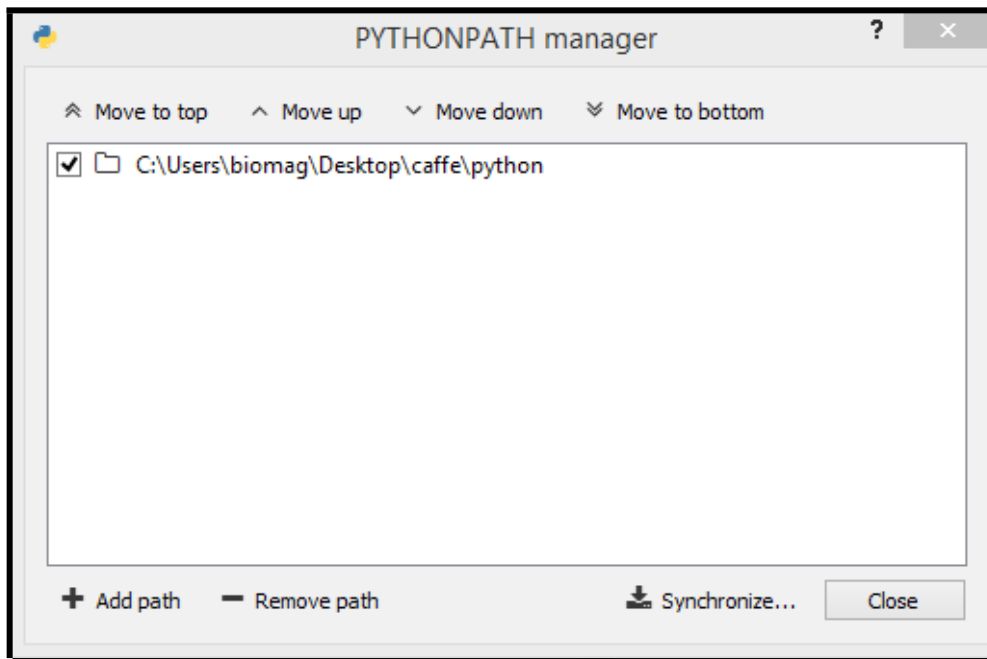 PYTHONPATH manager ?
Move to top Move up Move down Move to bottom
C:\Users\biomag\Desktop\caffe\python
Add path Remove path Synchronize... Close